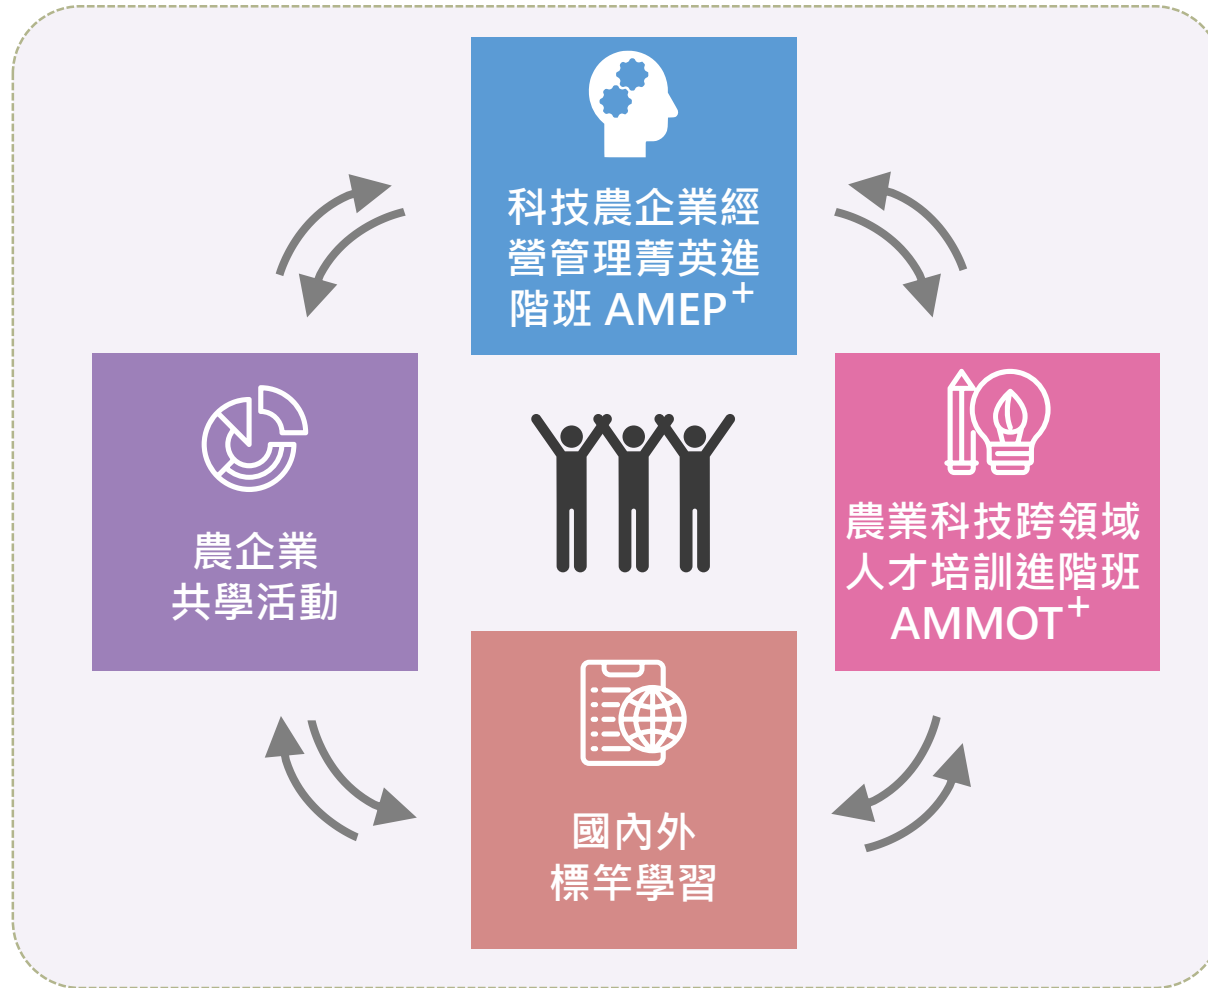 科技農企業經
營管理菁英進
階班 AMEP⁺
農企業
共學活動
農業科技跨領域
人才培訓進階班
AMMOT⁺
國內外
標竿學習